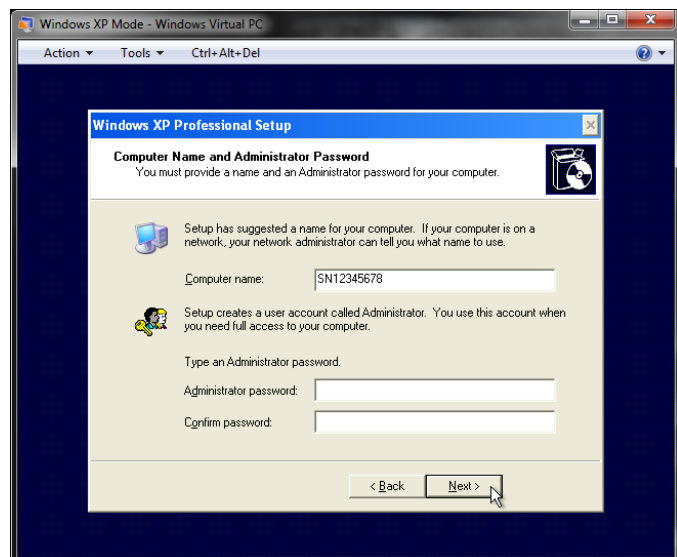 Windows XP Mode - Windows Virtual PC
Action Tools Ctrl+Alt+Del
Windows XP Professional Setup
Computer Name and Administrator Password
You must provide a name and an Administrator password for your computer.
Setup has suggested a name for your computer. If your computer is on a
network, your network administrator can tell you what name to use.
Computer name: SN12345678
Setup creates a user account called Administrator. You use this account when
you need full access to your computer.
Type an Administrator password.
Administrator password:
Confirm password:
< Back Next >